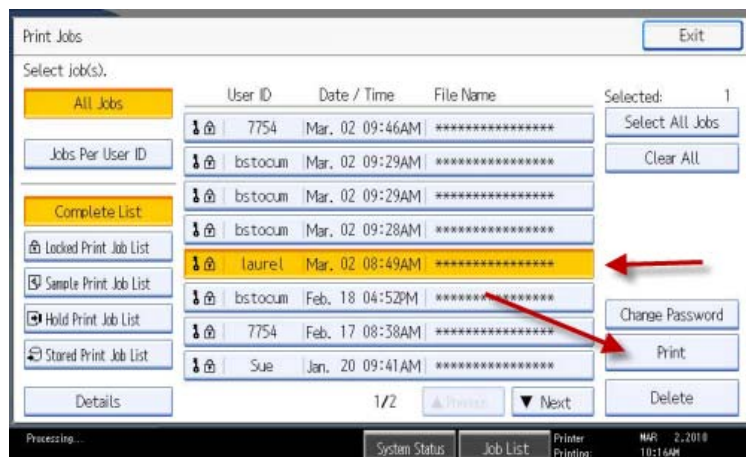 Print Jobs
Exit
Select job(s).
All Jobs
Jobs Per User ID
Complete List
Locked Print Job List
Sample Print Job List
Hold Print Job List
Stored Print Job List
Details
User ID Date / Time File Name
7754 Mar. 02 09:46AM ****************
bstocum Mar. 02 09:29AM ****************
bstocum Mar. 02 09:29AM ****************
bstocum Mar. 02 09:28AM ****************
laurel Mar. 02 08:49AM ****************
bstocum Feb. 18 04:52PM ****************
7754 Feb. 17 08:38AM ****************
Sue Jan. 20 09:41AM ****************
1/2 ▲ Previous ▼ Next
Selected: 1
Select All Jobs
Clear All
Change Password
Print
Delete
Processing...
System Status Job List
Printer
Printing:
MAR 2,2010
10:16AM